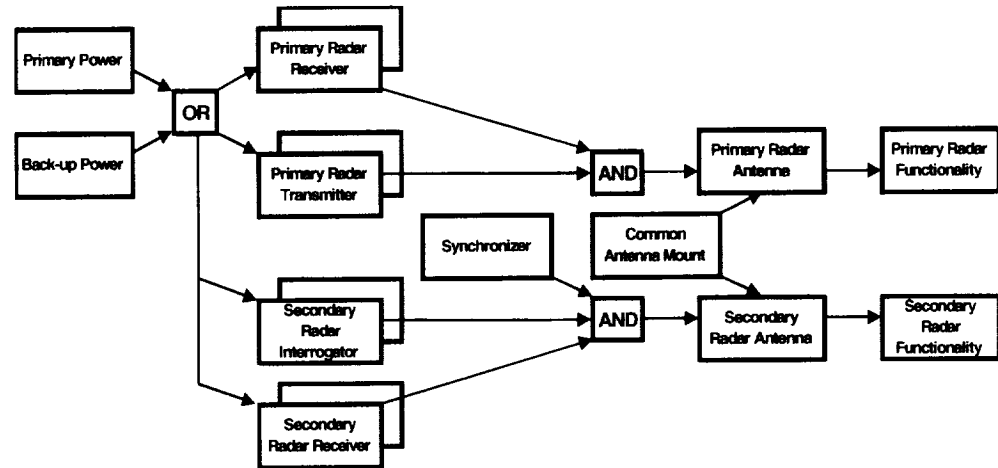 Primary Power
Back-up Power
OR
Primary Radar
Receiver
Primary Radar
Transmitter
Synchronizer
Secondary
Radar
Interrogator
Secondary
Radar Receiver
AND
AND
Primary Radar
Antenna
Common
Antenna Mount
Secondary
Radar Antenna
Primary Radar
Functionality
Secondary
Radar
Functionality